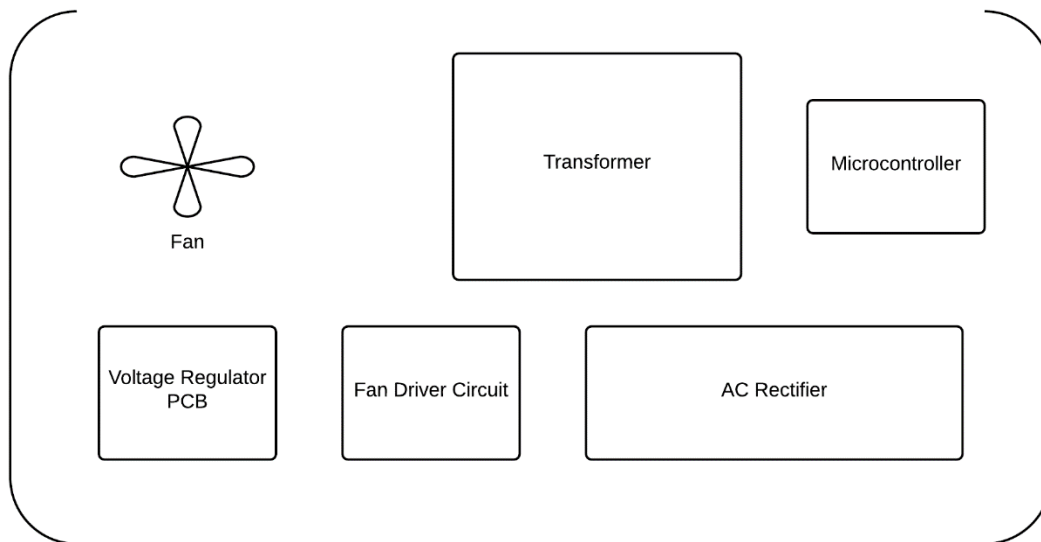 Transformer
Microcontroller
Fan
Voltage Regulator
PCB
Fan Driver Circuit
AC Rectifier